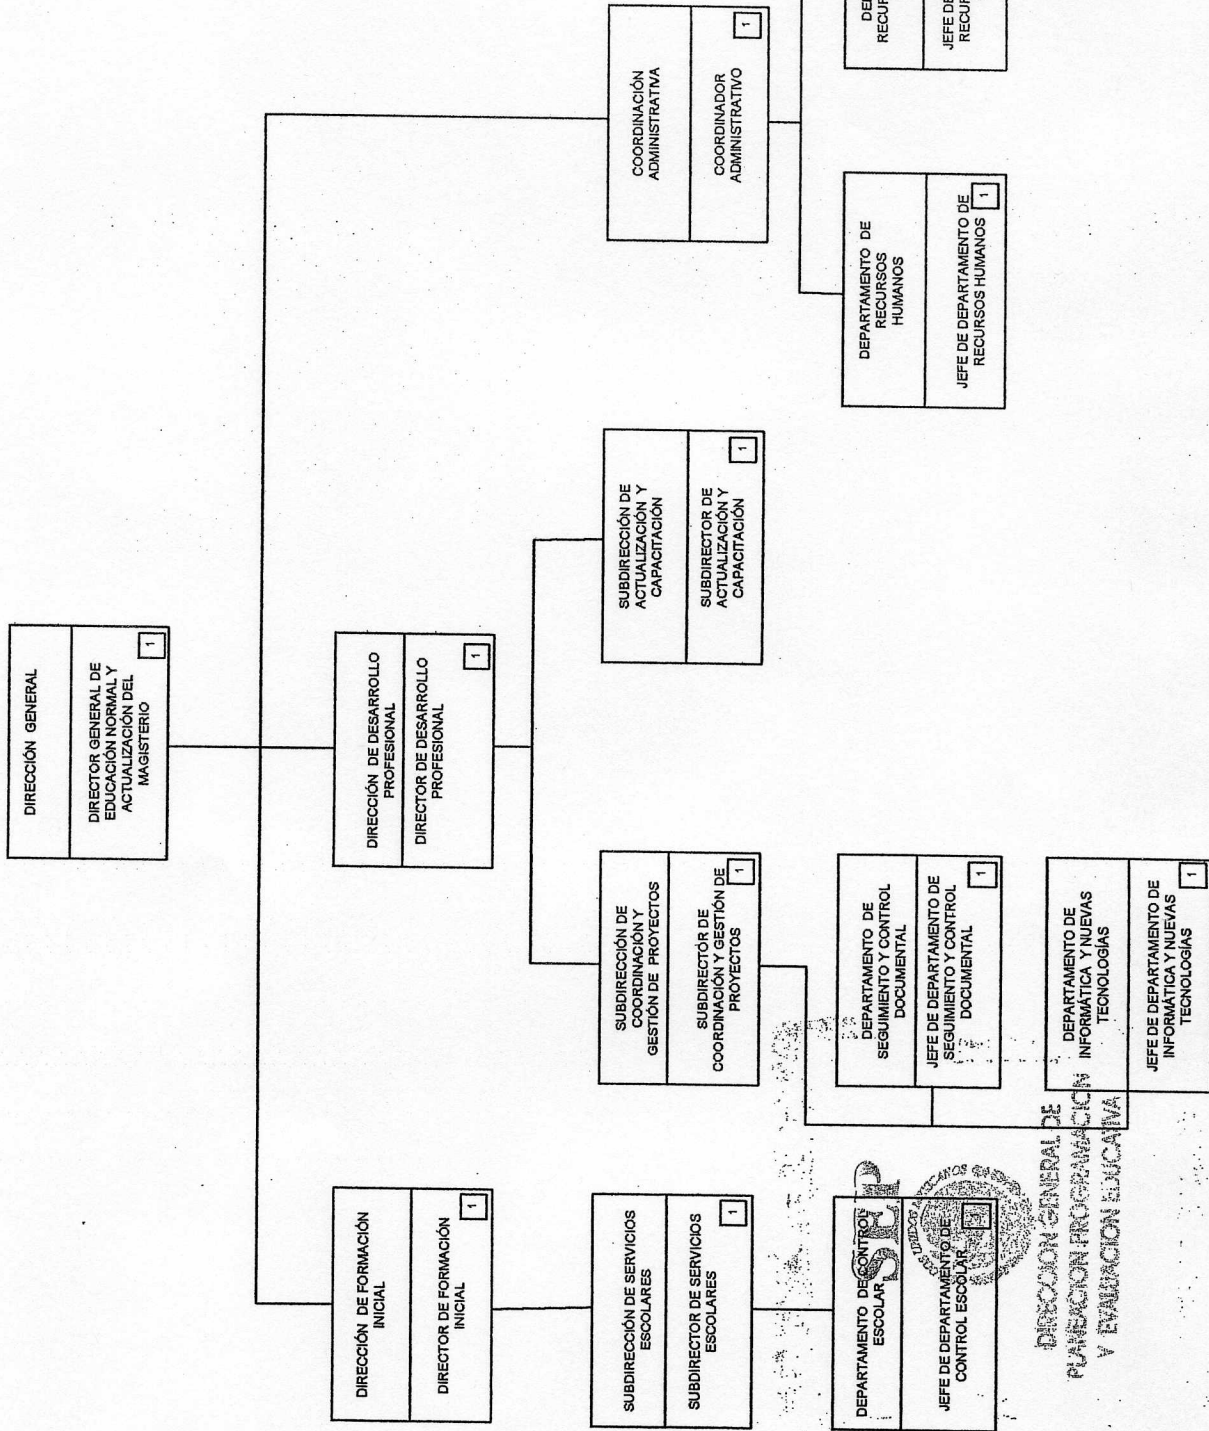 DIRECCIÓN GENERAL
DIRECTOR GENERAL DE
EDUCACIÓN NORMAL Y
ACTUALIZACIÓN DEL
MAGISTERIO
1
DIRECCIÓN DE FORMACIÓN
INICIAL
DIRECTOR DE FORMACIÓN
INICIAL
1
DIRECCIÓN DE DESARROLLO
PROFESIONAL
DIRECTOR DE DESARROLLO
PROFESIONAL
1
SUBDIRECCIÓN DE SERVICIOS
ESCOLARES
SUBDIRECTOR DE SERVICIOS
ESCOLARES
1
SUBDIRECCIÓN DE
COORDINACIÓN Y
GESTIÓN DE PROYECTOS
SUBDIRECTOR DE
COORDINACIÓN Y GESTIÓN DE
PROYECTOS
1
SUBDIRECCIÓN DE
ACTUALIZACIÓN Y
CAPACITACIÓN
SUBDIRECTOR DE
ACTUALIZACIÓN Y
CAPACITACIÓN
1
COORDINACIÓN
ADMINISTRATIVA
COORDINADOR
ADMINISTRATIVO
1
DEPARTAMENTO DE CONTROL
ESCOLAR
JEFE DE DEPARTAMENTO DE
CONTROL ESCOLAR
DEPARTAMENTO DE
SEGUIMIENTO Y CONTROL
DOCUMENTAL
JEFE DE DEPARTAMENTO DE
SEGUIMIENTO Y CONTROL
DOCUMENTAL
1
DEPARTAMENTO DE
RECURSOS
HUMANOS
JEFE DE DEPARTAMENTO DE
RECURSOS HUMANOS
1
DEPARTAMENTO DE
INFORMÁTICA Y NUEVAS
TECNOLOGÍAS
JEFE DE DEPARTAMENTO DE
INFORMÁTICA Y NUEVAS
TECNOLOGÍAS
1
SEP
DIRECCION GENERAL DE
PLANEACION PROGRAMACION
Y EVALUACION EDUCATIVA